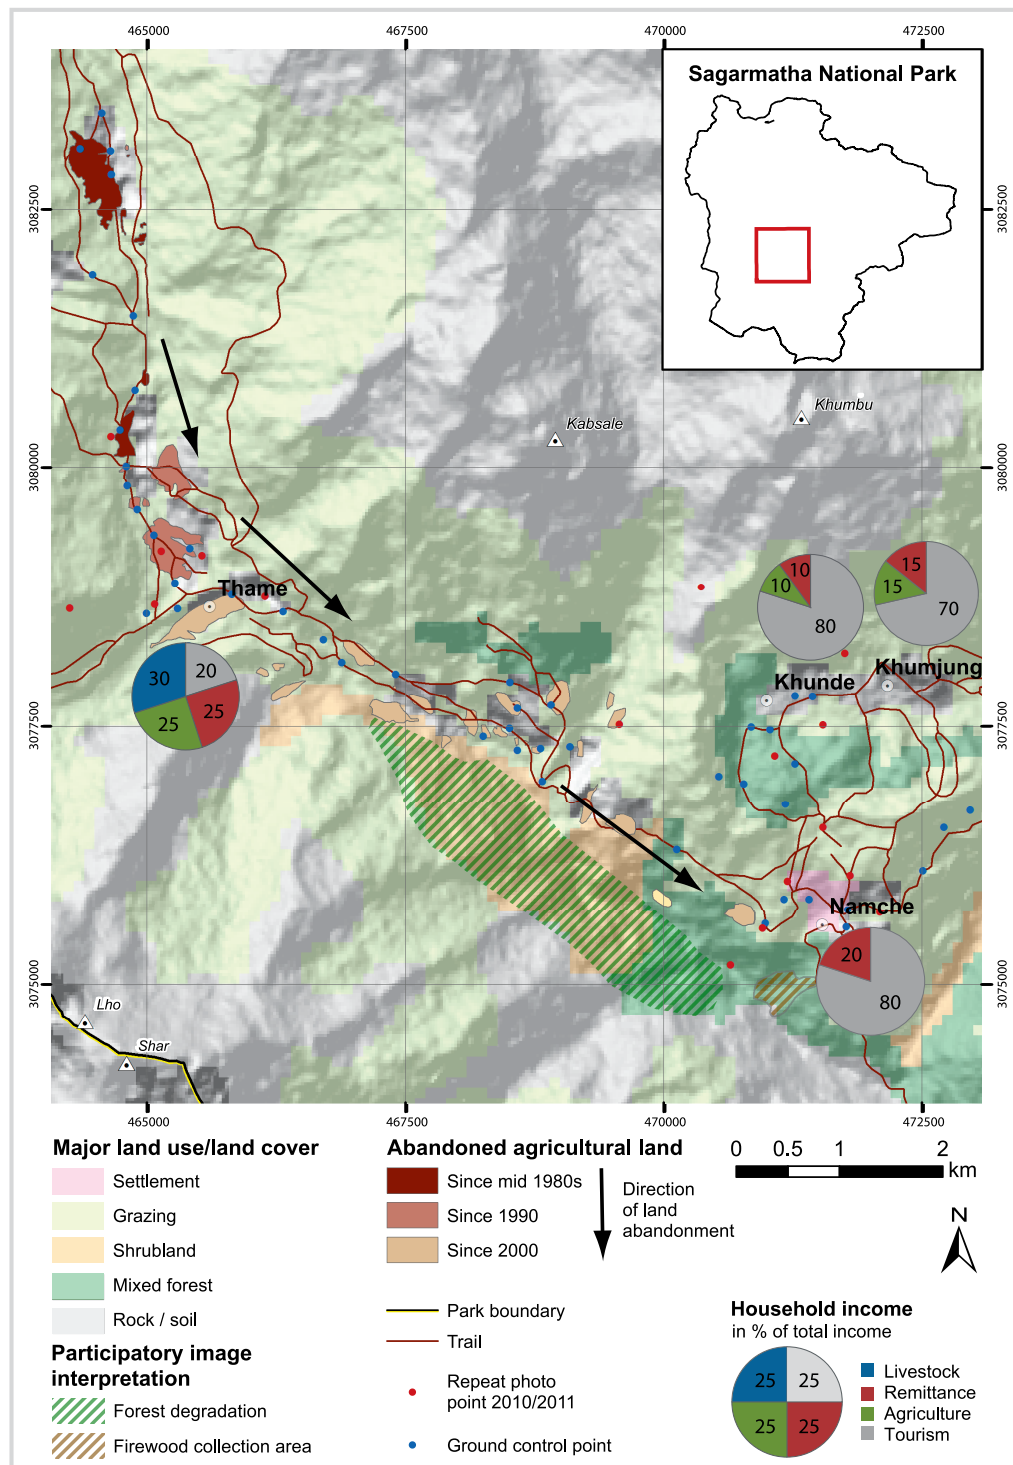 465000
467500
470000
472500
Sagarmatha National Park
3082500
3082500
Khumbu
Kabsale
3080000
3080000
Thame
10
10
80
15
15
70
Khunde
Khumjung
30
20
25
25
3077500
3077500
Namche
20
80
3075000
3075000
Lho
Shar
465000
467500
470000
472500
Major land use/land cover
Settlement
Grazing
Shrubland
Mixed forest
Rock / soil
Participatory image
interpretation
Forest degradation
Firewood collection area
Abandoned agricultural land
Since mid 1980s
Since 1990
Since 2000
Direction
of land
abandonment
Park boundary
Trail
Repeat photo
point 2010/2011
Ground control point
0 0.5 1 2
km
N
Household income
in % of total income
25
25
25
25
Livestock
Remittance
Agriculture
Tourism